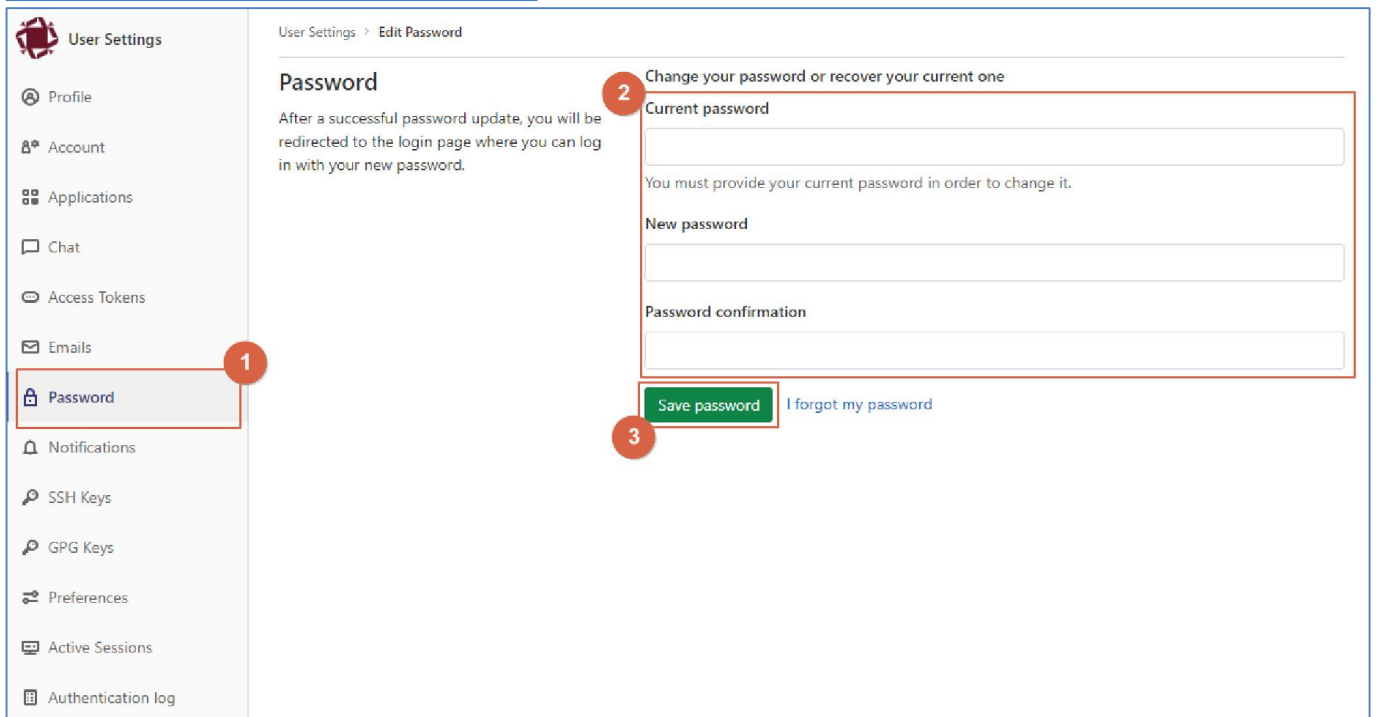 User Settings
Profile
Account
Applications
Chat
Access Tokens
Emails
1
Password
Notifications
SSH Keys
GPG Keys
Preferences
Active Sessions
Authentication log
User Settings > Edit Password
Password
After a successful password update, you will be
redirected to the login page where you can log
in with your new password.
Change your password or recover your current one
2
Current password
You must provide your current password in order to change it.
New password
Password confirmation
Save password I forgot my password
3